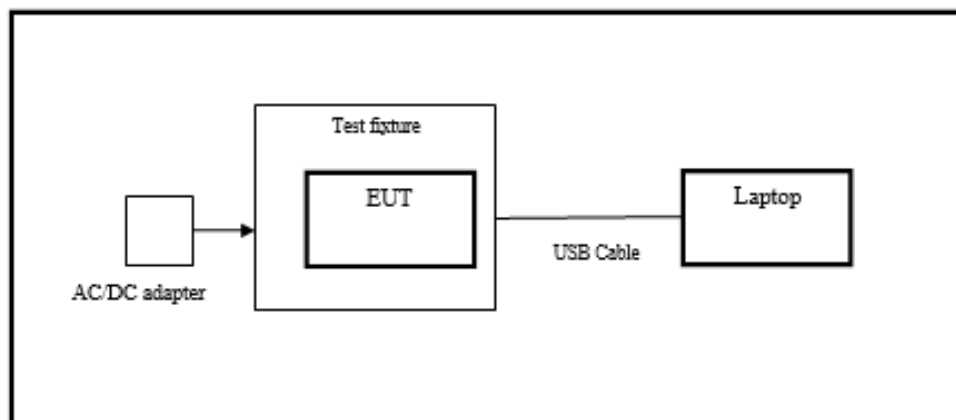 Test fixture
EUT
Laptop
USB Cable
AC/DC adapter